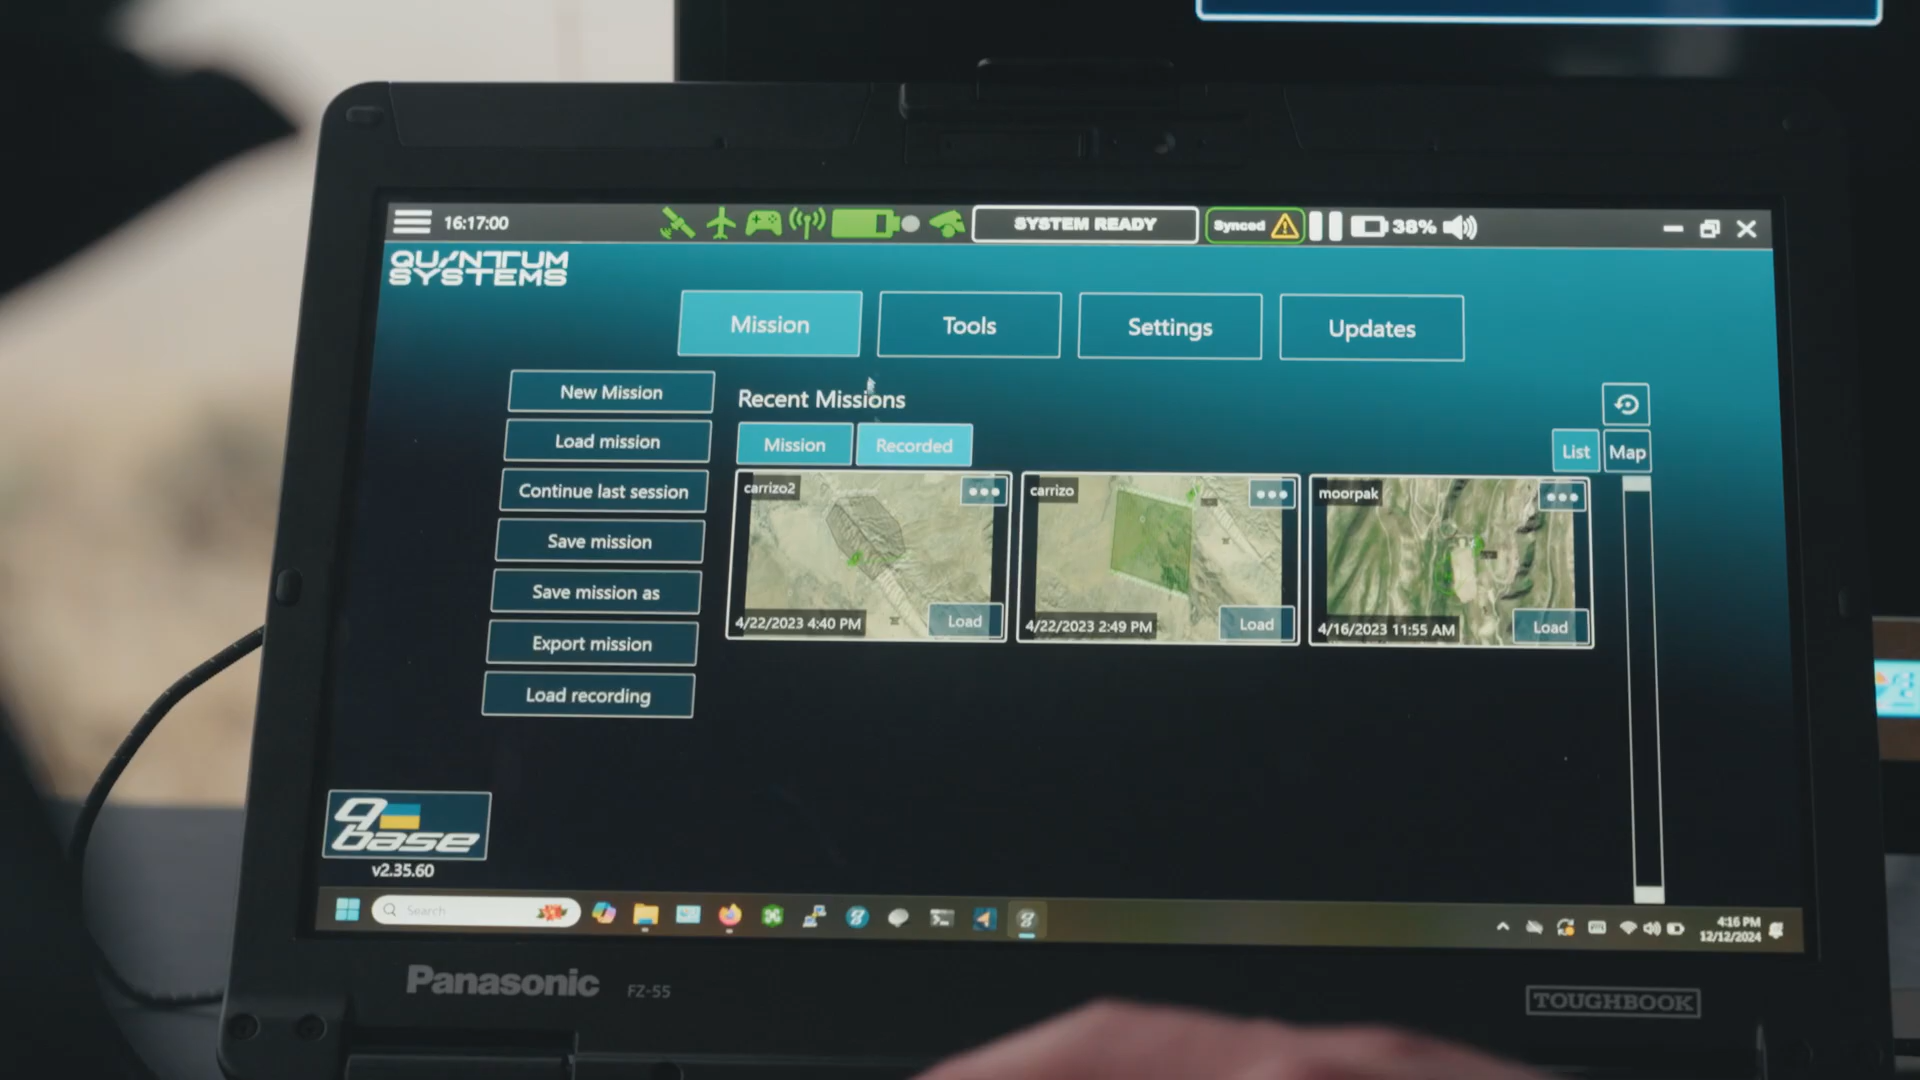 16:17:00
SYSTEM READY
Synced
38%
QUANTUM
SYSTEMS
Mission
Tools
Settings
Updates
New Mission
Load mission
Continue last session
Save mission
Save mission as
Export mission
Load recording
Recent Missions
Mission
Recorded
List
Map
carrizo2
4/22/2023 4:40 PM
Load
carrizo
4/22/2023 2:49 PM
Load
moorpak
4/16/2023 11:55 AM
Load
qbase
v2.35.60
Search
4:16 PM
12/12/2024
Panasonic
FZ-55
TOUGHBOOK